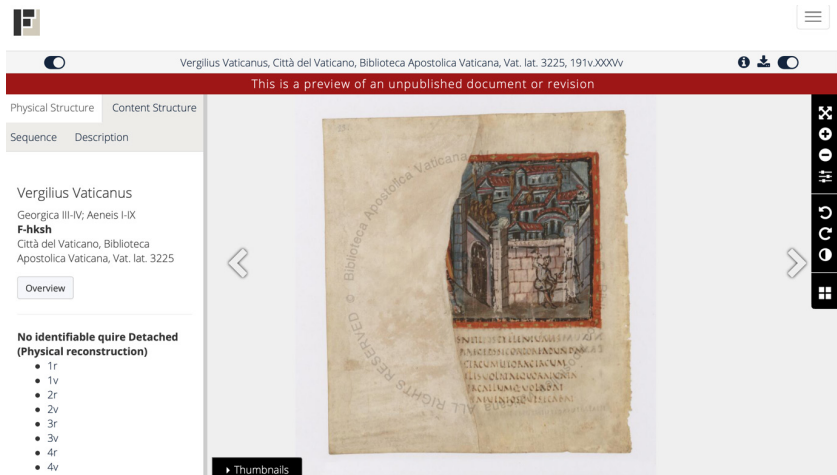 Vergilius Vaticanus, Città del Vaticano, Biblioteca Apostolica Vaticana, Vat. lat. 3225, 191v.XXXVv
This is a preview of an unpublished document or revision
Physical Structure
Content Structure
Sequence
Description
Vergilius Vaticanus
Georgica III-IV; Aeneis I-IX
F-hksh
Città del Vaticano, Biblioteca
Apostolica Vaticana, Vat. lat. 3225
Overview
No identifiable quire Detached
(Physical reconstruction)
1r
1v
2r
2v
3r
3v
4r
4v
Biblioteca Apostolica Vaticana
© ALL RIGHTS RESERVED
Thumbnails